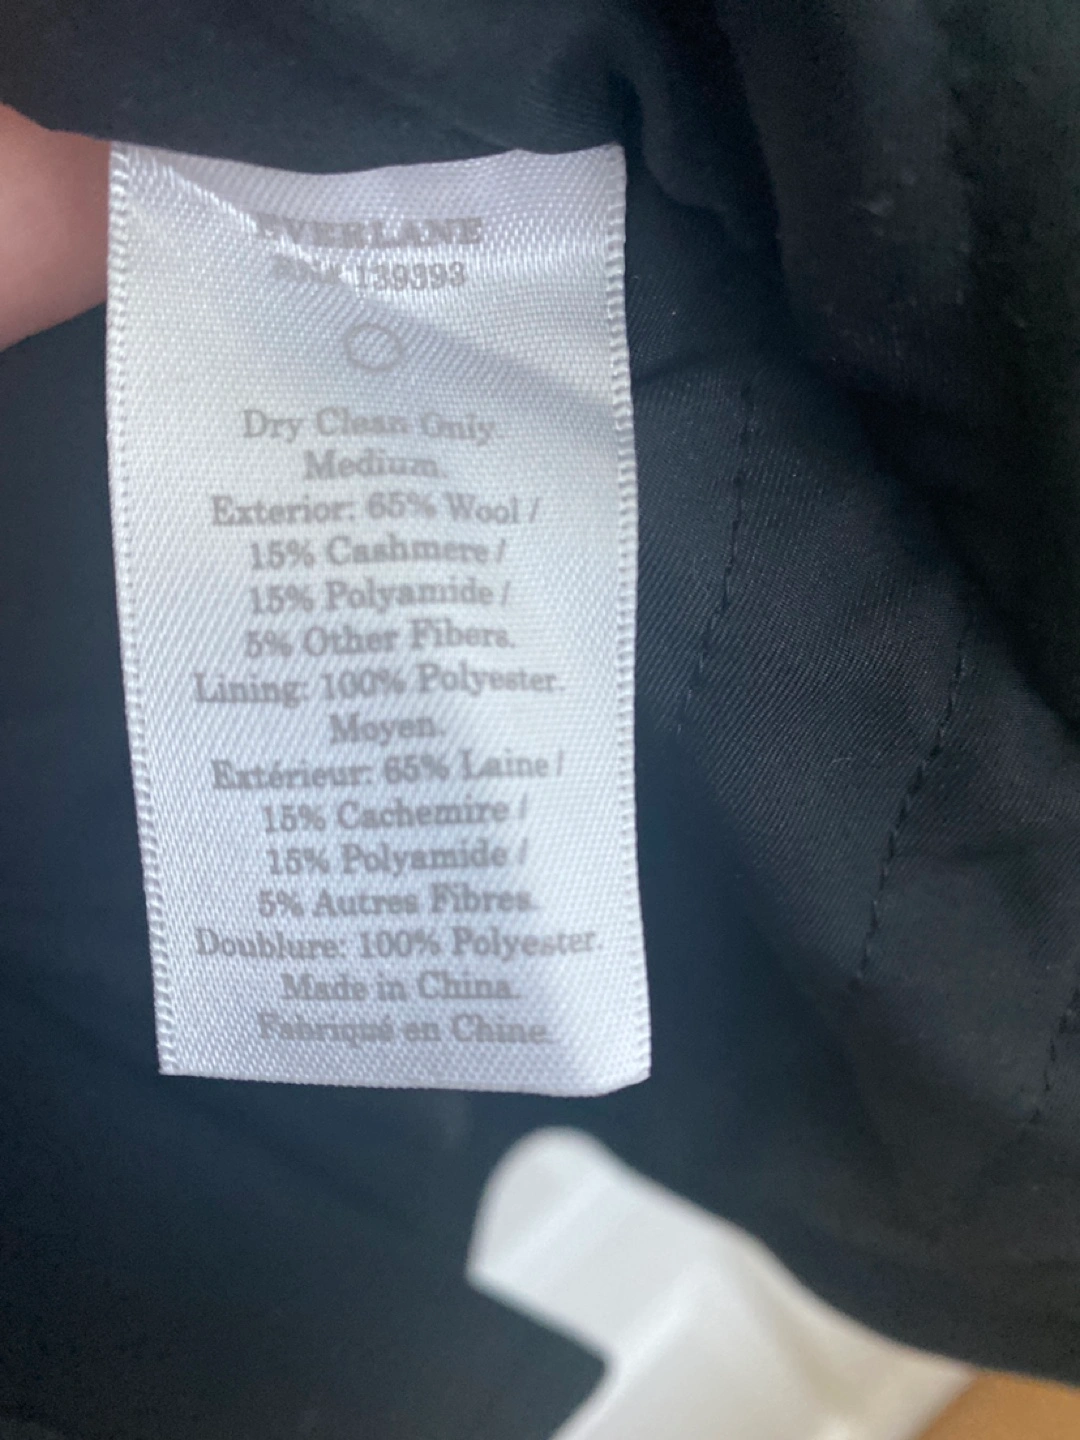 EVERLANE
RN# 139393
Dry Clean Only.
Medium.
Exterior: 65% Wool /
15% Cashmere /
15% Polyamide /
5% Other Fibers.
Lining: 100% Polyester.
Moyen.
Extérieur: 65% Laine /
15% Cachemire /
15% Polyamide /
5% Autres Fibres.
Doublure: 100% Polyester.
Made in China.
Fabriqué en Chine.